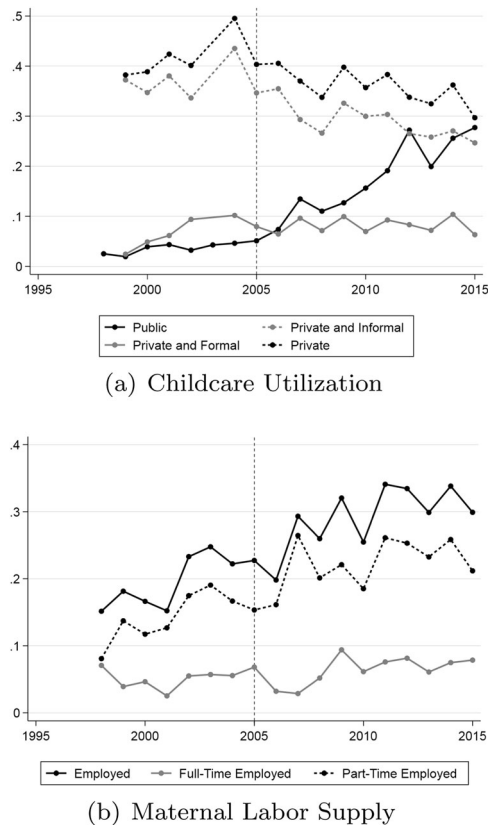 .5
.4
.3
.2
.1
0
1995 2000 2005 2010 2015
Public Private and Informal
Private and Formal Private
(a) Childcare Utilization
.4
.3
.2
.1
0
1995 2000 2005 2010 2015
Employed Full-Time Employed Part-Time Employed
(b) Maternal Labor Supply